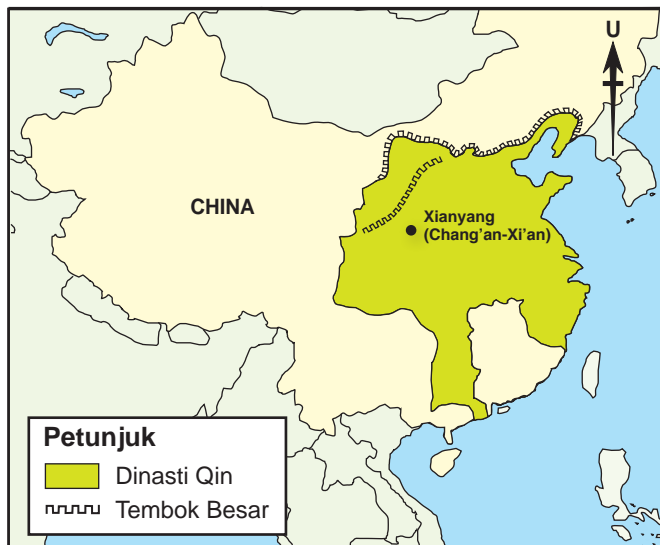 U
CHINA
Xianyang
(Chang'an-Xi'an)
Petunjuk
Dinasti Qin
Tembok Besar